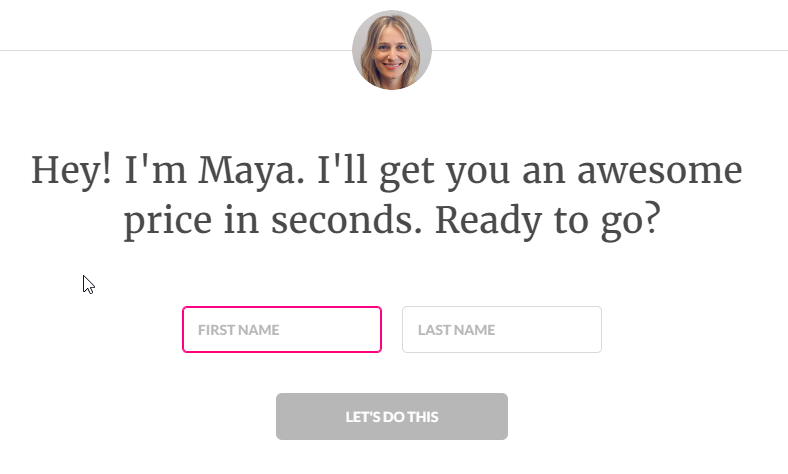 Hey! I'm Maya. I'll get you an awesome
price in seconds. Ready to go?
FIRST NAME LAST NAME
LET'S DO THIS